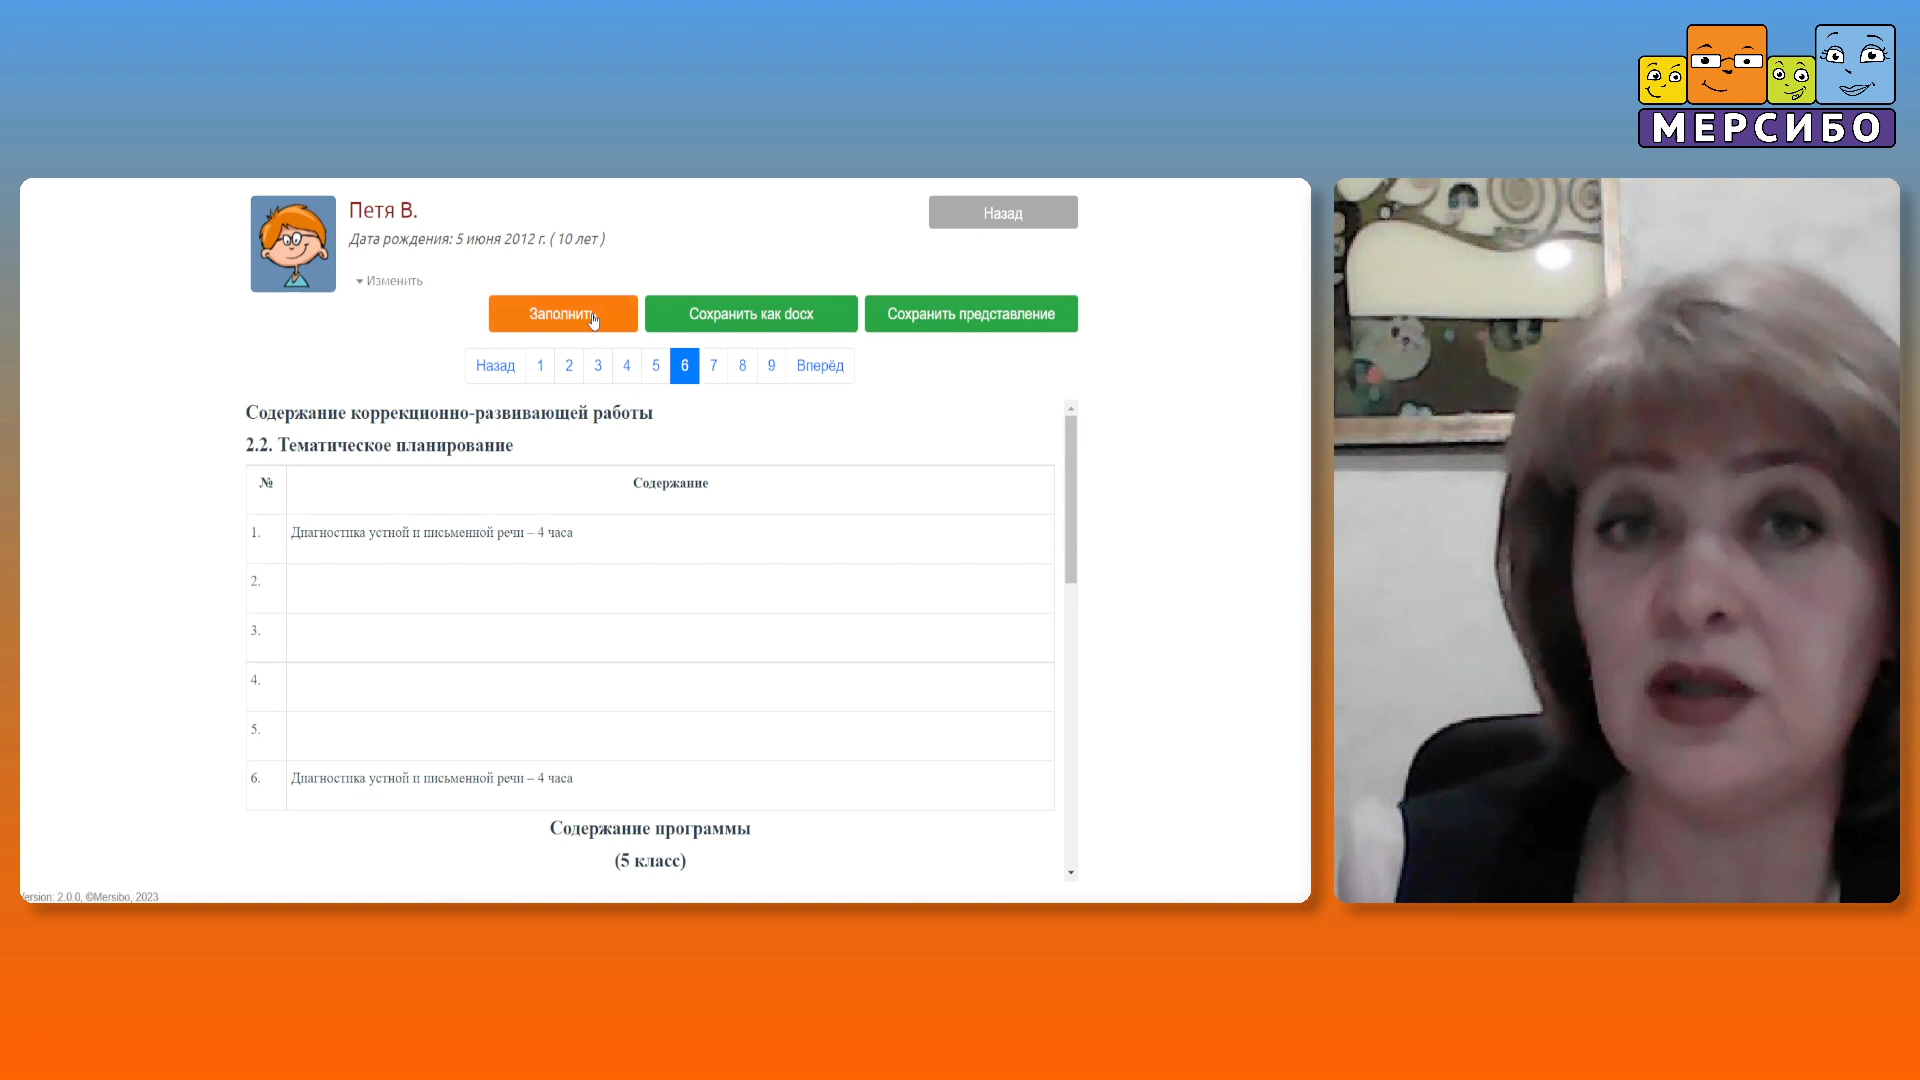 МЕРСИБО
Петя В.
Назад
Дата рождения: 5 июня 2012 г. ( 10 лет )
Изменить
Заполнить
Сохранить как docx
Сохранить представление
Назад 1 2 3 4 5 6 7 8 9 Вперёд
Содержание коррекционно-развивающей работы
2.2. Тематическое планирование
№ Содержание
1. Диагностика устной и письменной речи – 4 часа
2.
3.
4.
5.
6. Диагностика устной и письменной речи – 4 часа
Содержание программы
(5 класс)
Version: 2.0.0, ©Mersibo, 2023